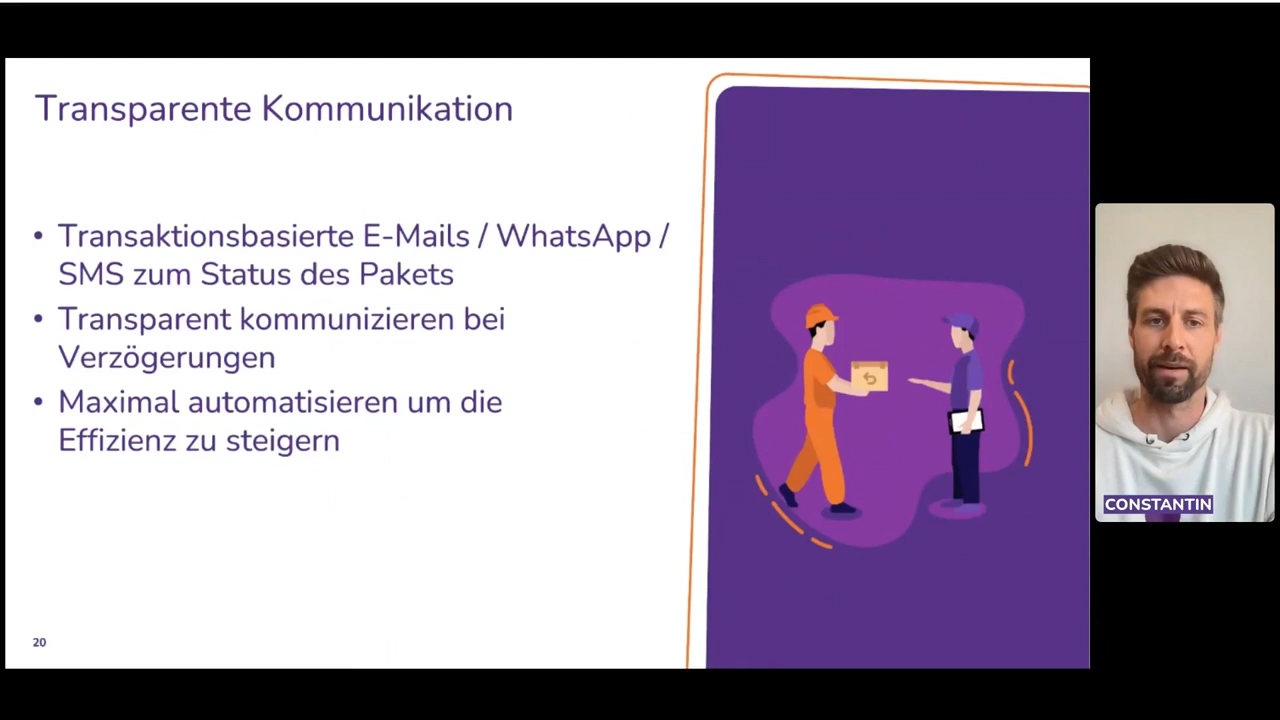 Transparente Kommunikation
• Transaktionsbasierte E-Mails / WhatsApp /
SMS zum Status des Pakets
• Transparent kommunizieren bei
Verzögerungen
• Maximal automatisieren um die
Effizienz zu steigern
20
CONSTANTIN